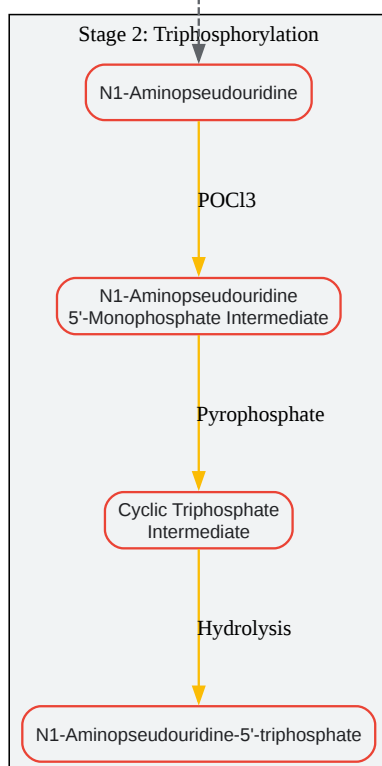 Stage 2: Triphosphorylation
N1-Aminopseudouridine
POCl3
N1-Aminopseudouridine
5'-Monophosphate Intermediate
Pyrophosphate
Cyclic Triphosphate
Intermediate
Hydrolysis
N1-Aminopseudouridine-5'-triphosphate